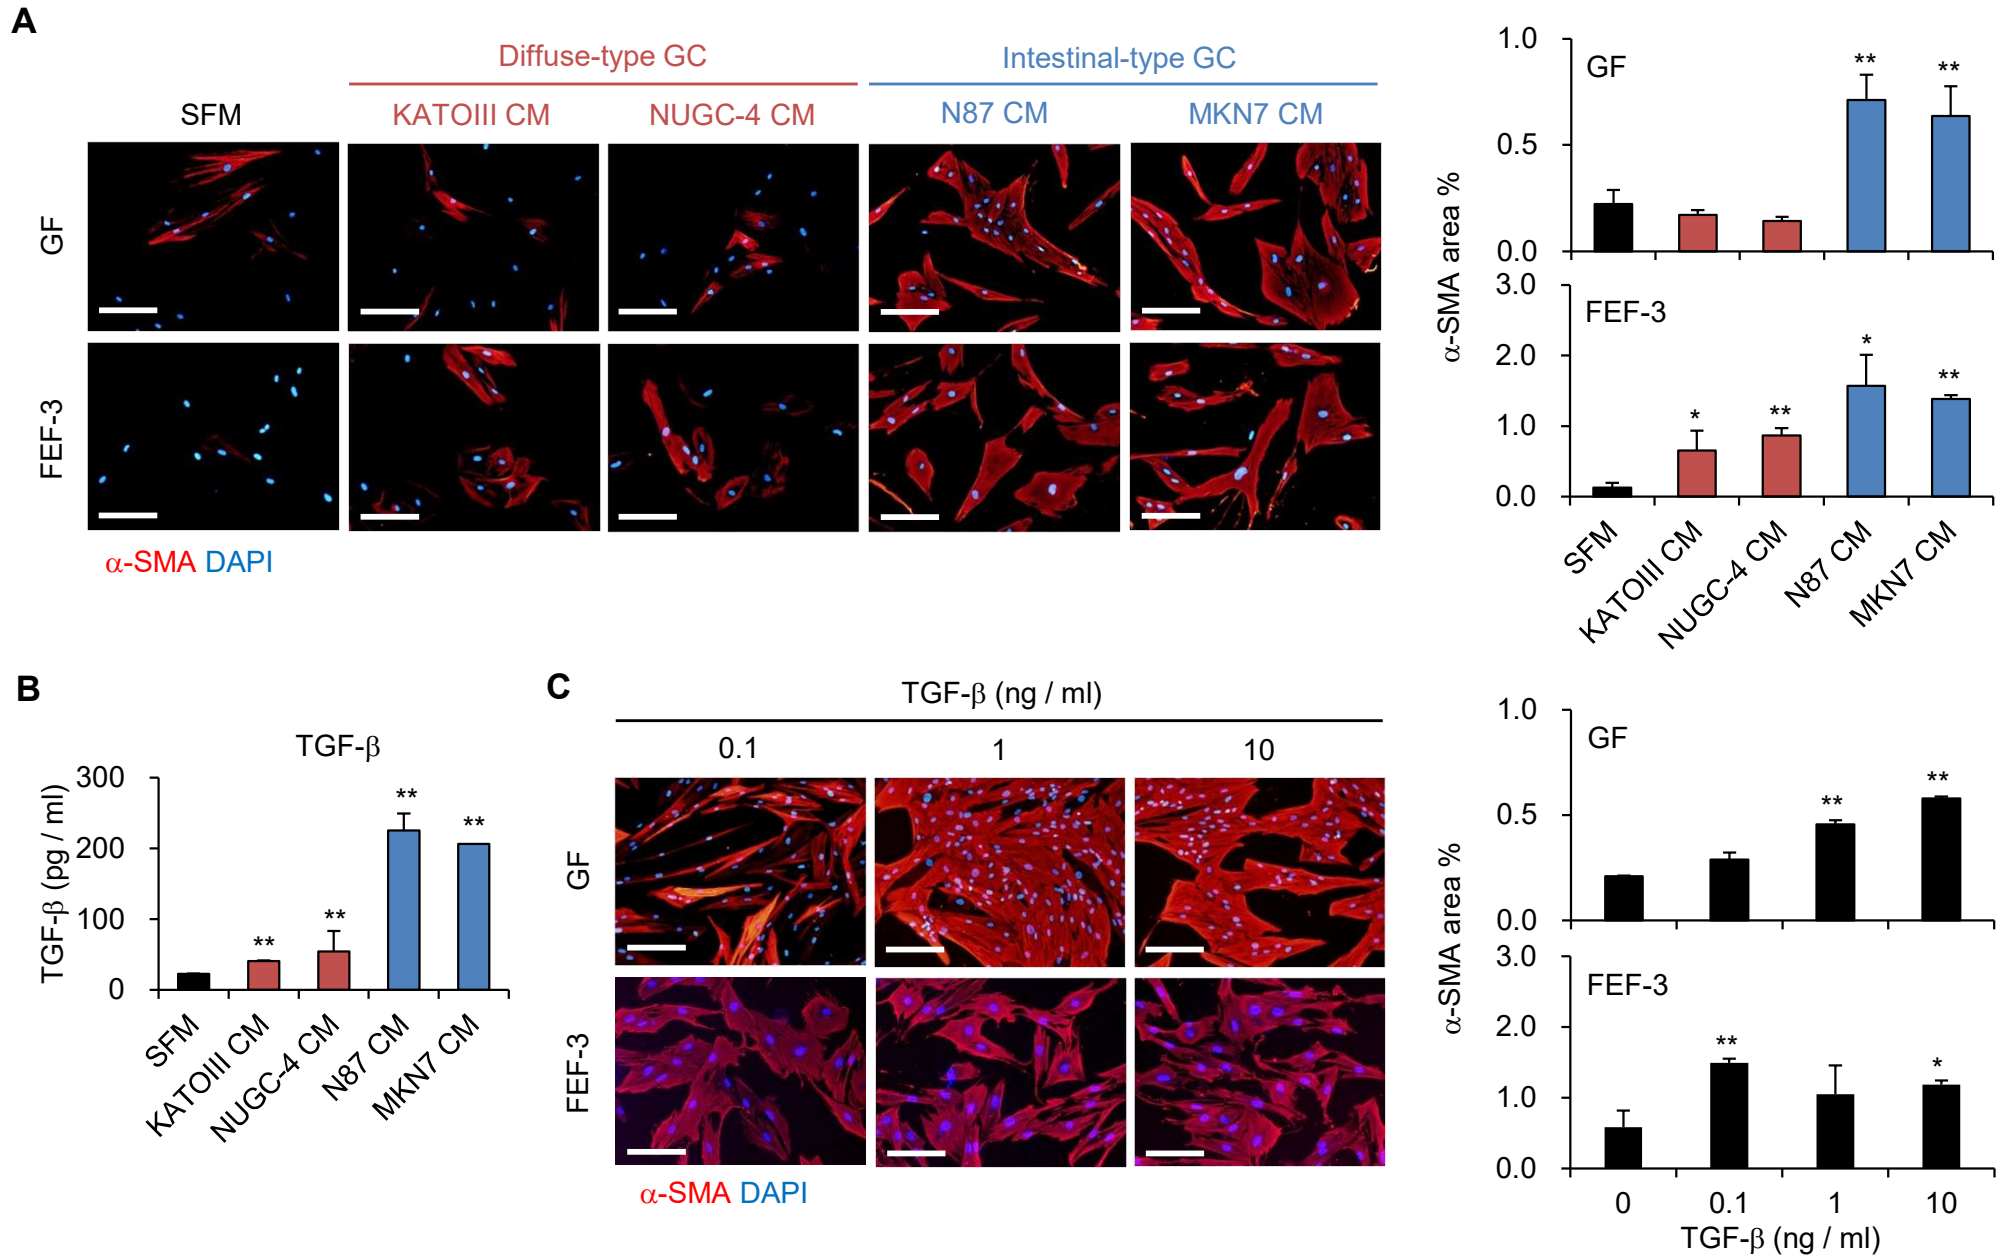 A
Diffuse-type GC
Intestinal-type GC
SFM
KATOIII CM
NUGC-4 CM
N87 CM
MKN7 CM
GF
FEF-3
α-SMA DAPI
α-SMA area %
1.0
0.5
0.0
GF
**
**
3.0
2.0
1.0
0.0
FEF-3
*
**
*
**
SFM
KATOIII CM
NUGC-4 CM
N87 CM
MKN7 CM
B
TGF-β
TGF-β (pg / ml)
300
200
100
0
**
**
**
**
SFM
KATOIII CM
NUGC-4 CM
N87 CM
MKN7 CM
C
TGF-β (ng / ml)
0.1
1
10
GF
FEF-3
α-SMA DAPI
α-SMA area %
1.0
0.5
0.0
GF
**
**
3.0
2.0
1.0
0.0
FEF-3
**
*
0
0.1
1
10
TGF-β (ng / ml)